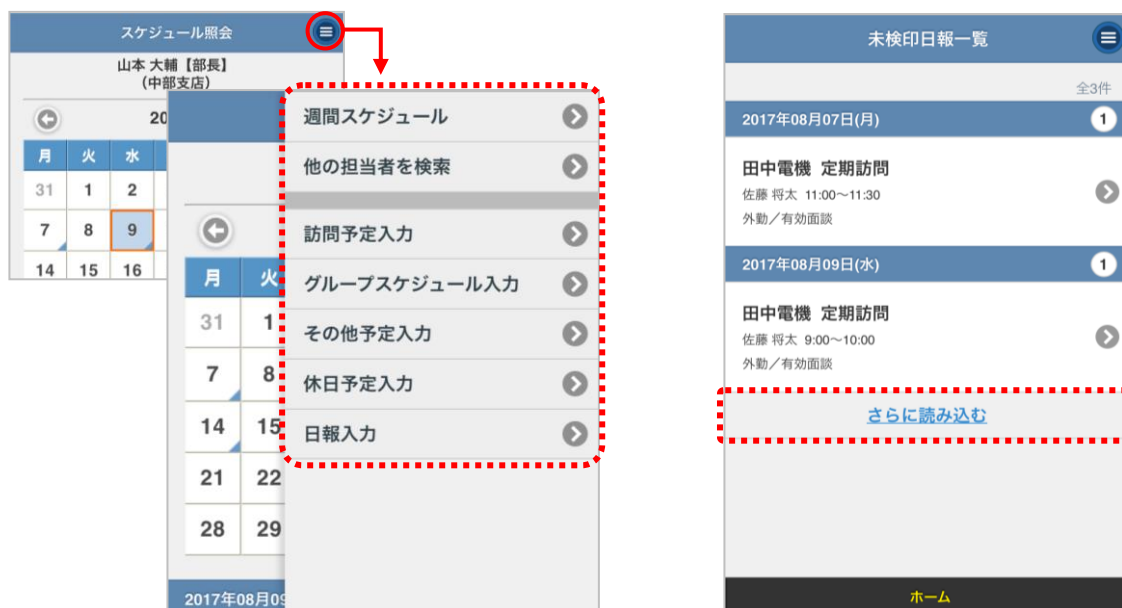 スケジュール照会
山本 大輔【部長】
(中部支店)
20
月 火 水
31 1 2
7 8 9
14 15 16
月 火
31 1
7 8
14 15
21 22
28 29
2017年08月09
週間スケジュール
他の担当者を検索
訪問予定入力
グループスケジュール入力
その他予定入力
休日予定入力
日報入力
未検印日報一覧
全3件
2017年08月07日(月) 1
田中電機 定期訪問
佐藤 将太 11:00～11:30
外勤／有効面談
2017年08月09日(水) 1
田中電機 定期訪問
佐藤 将太 9:00～10:00
外勤／有効面談
さらに読み込む
ホーム